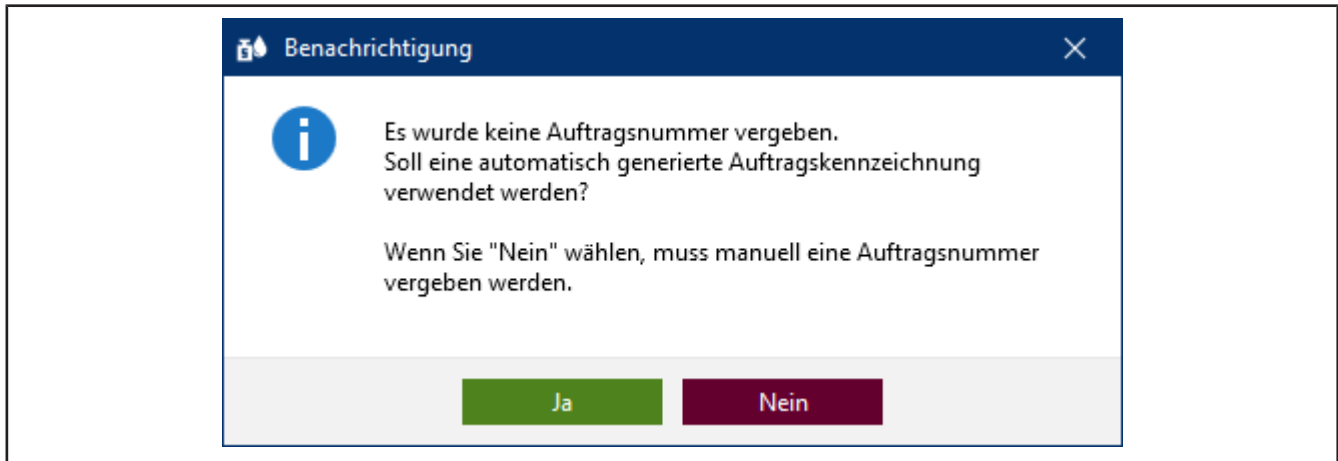 Benachrichtigung
Es wurde keine Auftragsnummer vergeben.
Soll eine automatisch generierte Auftragskennzeichnung
verwendet werden?
Wenn Sie "Nein" wählen, muss manuell eine Auftragsnummer
vergeben werden.
Ja
Nein